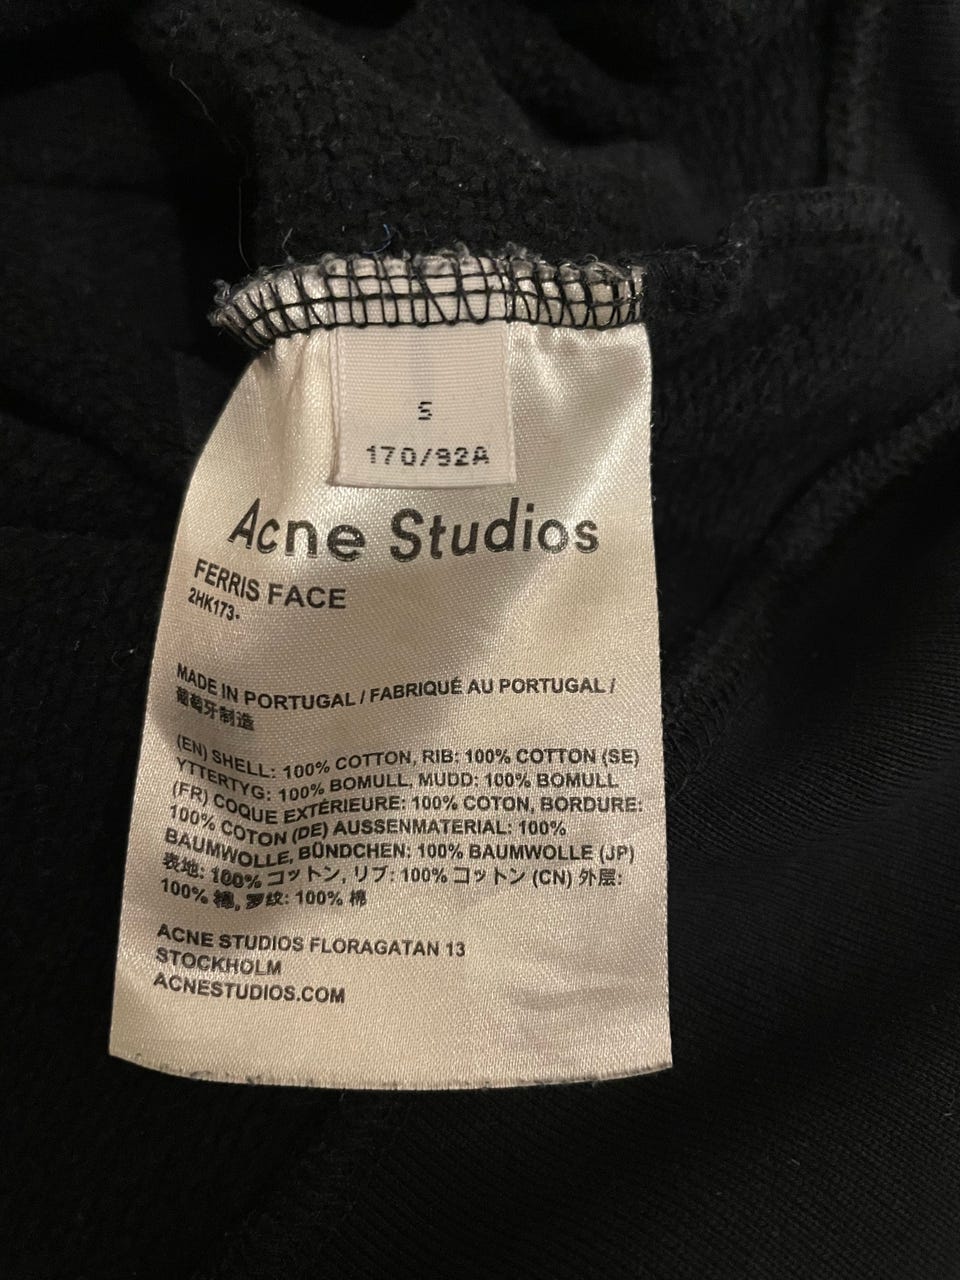 S
170/92A
Acne Studios
FERRIS FACE
2HK173-
MADE IN PORTUGAL / FABRIQUÉ AU PORTUGAL /
葡萄牙制造
(EN) SHELL: 100% COTTON, RIB: 100% COTTON (SE)
YTTERTYG: 100% BOMULL, MUDD: 100% BOMULL
(FR) COQUE EXTÉRIEURE: 100% COTON, BORDURE:
100% COTON (DE) AUSSENMATERIAL: 100%
BAUMWOLLE, BÜNDCHEN: 100% BAUMWOLLE (JP)
表地: 100% コットン, リブ: 100% コットン (CN) 外层:
100% 棉, 罗纹: 100% 棉
ACNE STUDIOS FLORAGATAN 13
STOCKHOLM
ACNESTUDIOS.COM